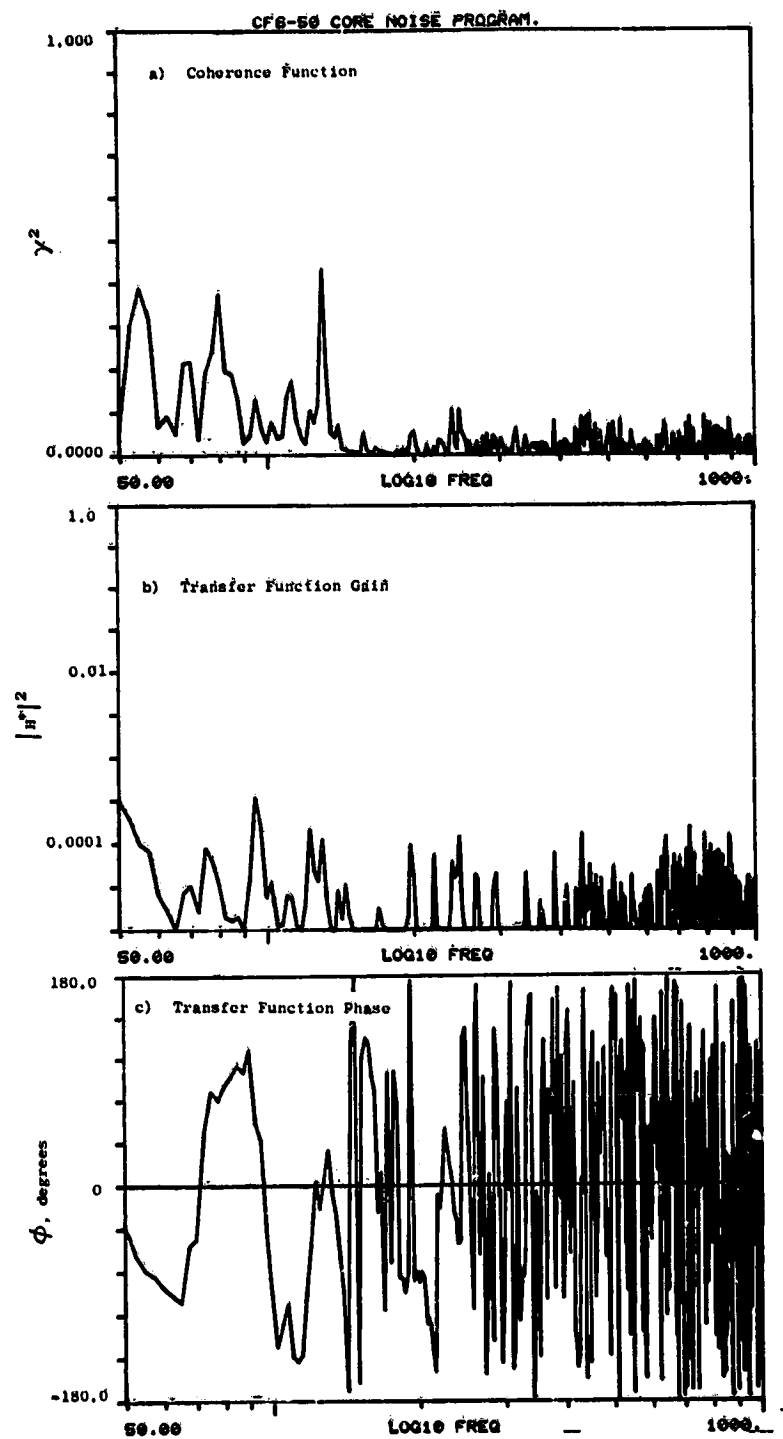 CF6-50 CORE NOISE PROGRAM.
1.000
a) Coherence Function
γ²
0.0000
50.00 LOG10 FREQ 1000.
1.0
b) Transfer Function Gain
0.01
|H*|²
0.0001
50.00 LOG10 FREQ 1000.
180.0
c) Transfer Function Phase
ϕ, degrees
0
-180.0
50.00 LOG10 FREQ 1000.